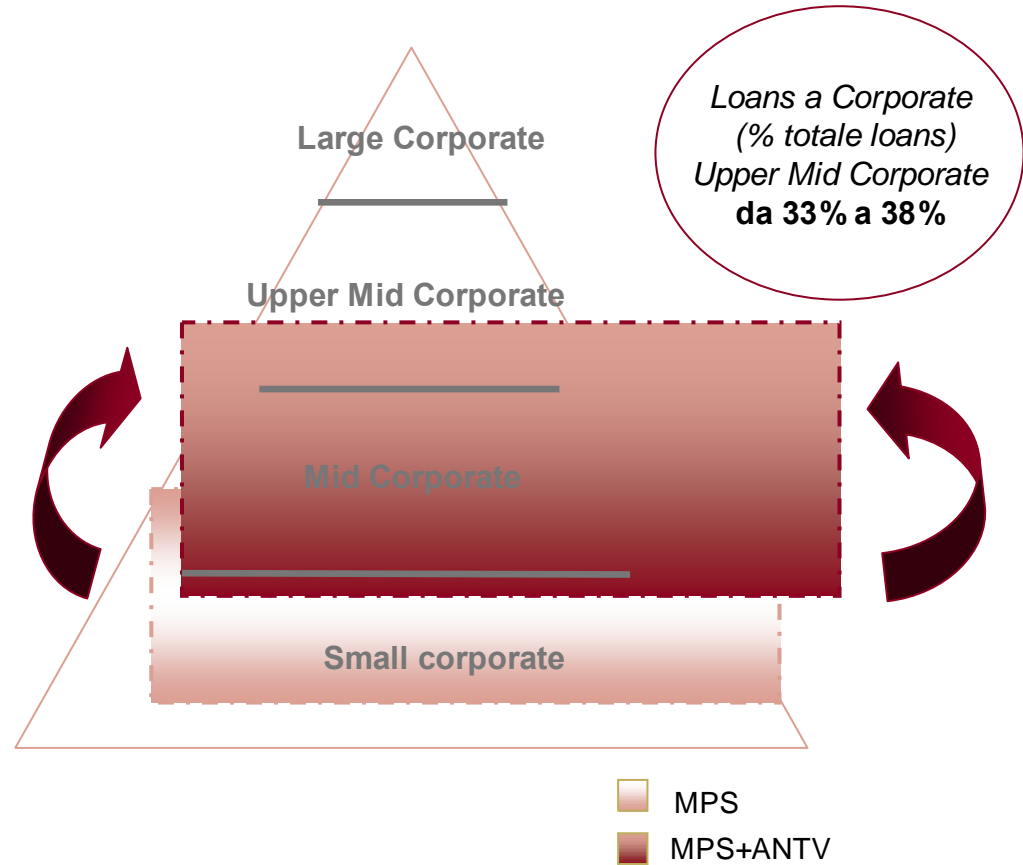 Large Corporate
Loans a Corporate
(% totale loans)
Upper Mid Corporate
da 33% a 38%
Upper Mid Corporate
Mid Corporate
Small corporate
MPS
MPS+ANTV